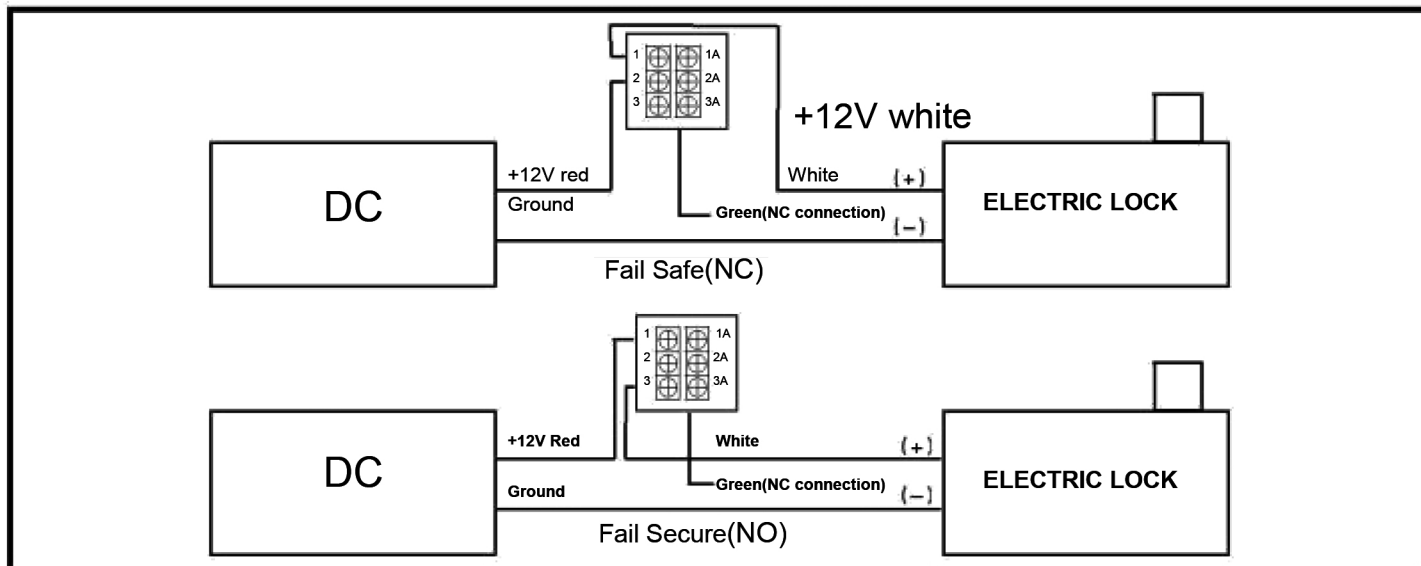 1 1A
2 2A
3 3A
+12V white
DC
+12V red
Ground
White
(+)
Green(NC connection)
(-)
ELECTRIC LOCK
Fail Safe(NC)
1 1A
2 2A
3 3A
DC
+12V Red
White
(+)
Ground
Green(NC connection)
(-)
ELECTRIC LOCK
Fail Secure(NO)